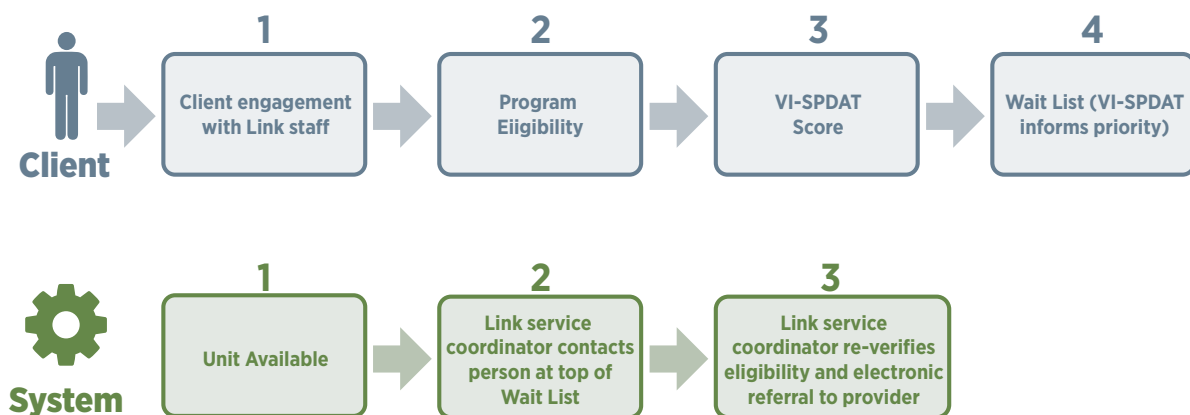 1
2
3
4
Client engagement
with Link staff
Program
Eiigibility
VI-SPDAT
Score
Wait List (VI-SPDAT
informs priority)
Client
1
2
3
Unit Available
Link service
coordinator contacts
person at top of
Wait List
Link service
coordinator re-verifies
eligibility and electronic
referral to provider
System